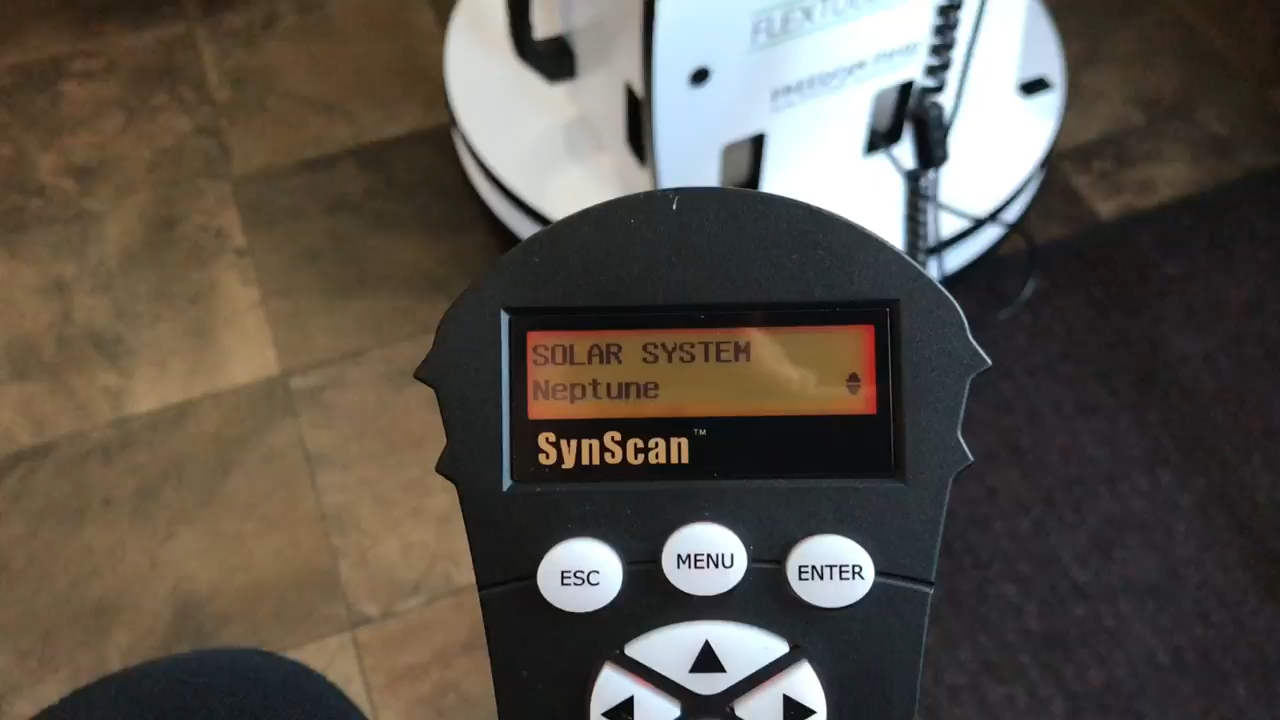 SOLAR SYSTEM
Neptune
SynScan™
ESC
MENU
ENTER